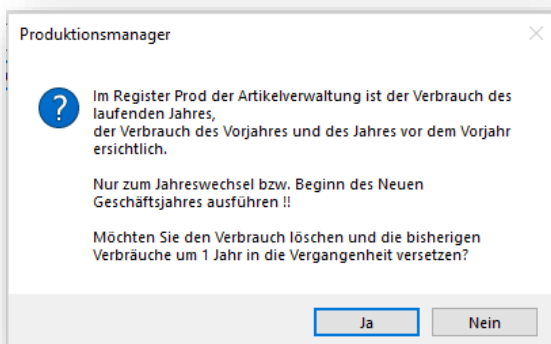 Produktionsmanager
Im Register Prod der Artikelverwaltung ist der Verbrauch des
laufenden Jahres,
der Verbrauch des Vorjahres und des Jahres vor dem Vorjahr
ersichtlich.
Nur zum Jahreswechsel bzw. Beginn des Neuen
Geschäftsjahres ausführen !!
Möchten Sie den Verbrauch löschen und die bisherigen
Verbräuche um 1 Jahr in die Vergangenheit versetzen?
Ja
Nein